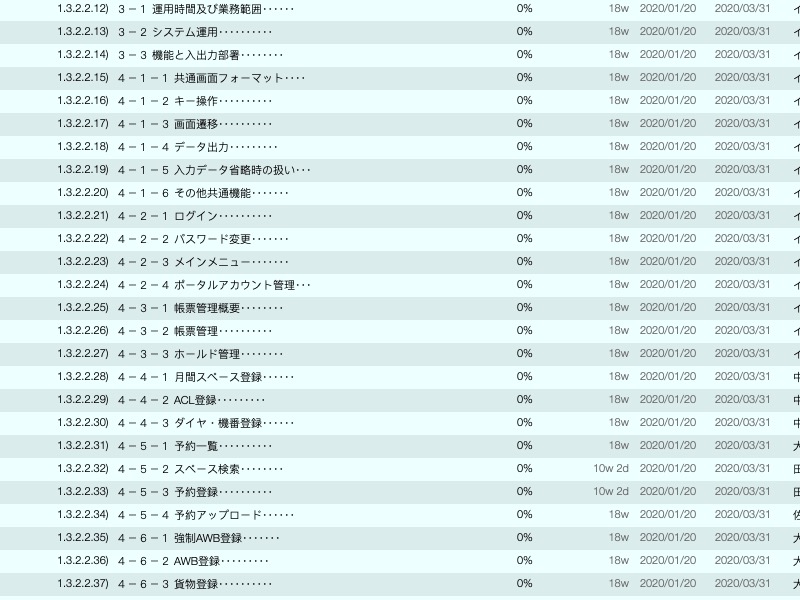 1.3.2.2.12) ３－１ 運用時間及び業務範囲‥‥‥ 0% 18w 2020/01/20 2020/03/31 イ
1.3.2.2.13) ３－２ システム運用‥‥‥‥‥ 0% 18w 2020/01/20 2020/03/31 イ
1.3.2.2.14) ３－３ 機能と入出力部署‥‥‥‥ 0% 18w 2020/01/20 2020/03/31 イ
1.3.2.2.15) ４－１－１ 共通画面フォーマット‥‥ 0% 18w 2020/01/20 2020/03/31 イ
1.3.2.2.16) ４－１－２ キー操作‥‥‥‥‥ 0% 18w 2020/01/20 2020/03/31 イ
1.3.2.2.17) ４－１－３ 画面遷移‥‥‥‥‥ 0% 18w 2020/01/20 2020/03/31 イ
1.3.2.2.18) ４－１－４ データ出力‥‥‥‥・ 0% 18w 2020/01/20 2020/03/31 イ
1.3.2.2.19) ４－１－５ 入力データ省略時の扱い‥・ 0% 18w 2020/01/20 2020/03/31 イ
1.3.2.2.20) ４－１－６ その他共通機能‥‥‥・ 0% 18w 2020/01/20 2020/03/31 イ
1.3.2.2.21) ４－２－１ ログイン‥‥‥‥‥ 0% 18w 2020/01/20 2020/03/31 イ
1.3.2.2.22) ４－２－２ パスワード変更‥‥‥・ 0% 18w 2020/01/20 2020/03/31 イ
1.3.2.2.23) ４－２－３ メインメニュー‥‥‥・ 0% 18w 2020/01/20 2020/03/31 イ
1.3.2.2.24) ４－２－４ ポータルアカウント管理‥・ 0% 18w 2020/01/20 2020/03/31 イ
1.3.2.2.25) ４－３－１ 帳票管理概要‥‥‥‥ 0% 18w 2020/01/20 2020/03/31 イ
1.3.2.2.26) ４－３－２ 帳票管理‥‥‥‥‥ 0% 18w 2020/01/20 2020/03/31 イ
1.3.2.2.27) ４－３－３ ホールド管理‥‥‥‥ 0% 18w 2020/01/20 2020/03/31 イ
1.3.2.2.28) ４－４－１ 月間スペース登録‥‥‥ 0% 18w 2020/01/20 2020/03/31 中
1.3.2.2.29) ４－４－２ ACL登録‥‥‥‥・ 0% 18w 2020/01/20 2020/03/31 中
1.3.2.2.30) ４－４－３ ダイヤ・機番登録‥‥‥ 0% 18w 2020/01/20 2020/03/31 中
1.3.2.2.31) ４－５－１ 予約一覧‥‥‥‥‥ 0% 18w 2020/01/20 2020/03/31 大
1.3.2.2.32) ４－５－２ スペース検索‥‥‥‥ 0% 10w 2d 2020/01/20 2020/03/31 田
1.3.2.2.33) ４－５－３ 予約登録‥‥‥‥‥ 0% 10w 2d 2020/01/20 2020/03/31 田
1.3.2.2.34) ４－５－４ 予約アップロード‥‥‥ 0% 18w 2020/01/20 2020/03/31 佐
1.3.2.2.35) ４－６－１ 強制AWB登録‥‥‥・ 0% 18w 2020/01/20 2020/03/31 大
1.3.2.2.36) ４－６－２ AWB登録‥‥‥‥‥ 0% 18w 2020/01/20 2020/03/31 大
1.3.2.2.37) ４－６－３ 貨物登録‥‥‥‥‥ 0% 18w 2020/01/20 2020/03/31 大